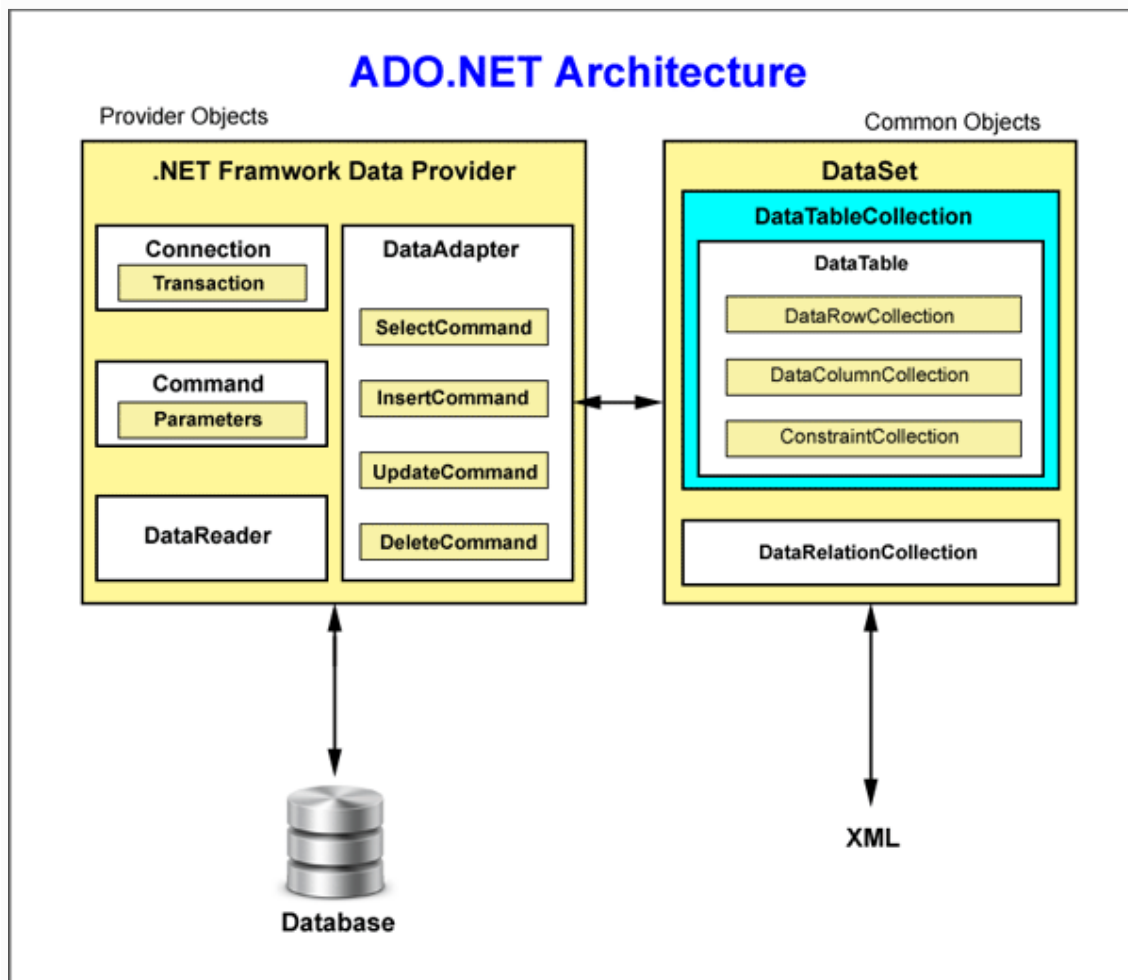 ADO.NET Architecture
Provider Objects
Common Objects
.NET Framwork Data Provider
Connection
Transaction
Command
Parameters
DataReader
DataAdapter
SelectCommand
InsertCommand
UpdateCommand
DeleteCommand
DataSet
DataTableCollection
DataTable
DataRowCollection
DataColumnCollection
ConstraintCollection
DataRelationCollection
Database
XML